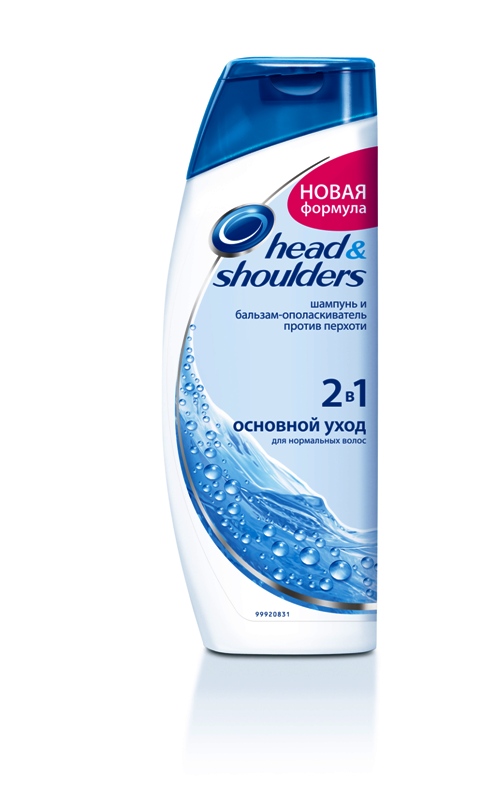 НОВАЯ
формула
head&
shoulders
шампунь и
бальзам-ополаскиватель
против перхоти
2в1
основной уход
для нормальных волос
99920831